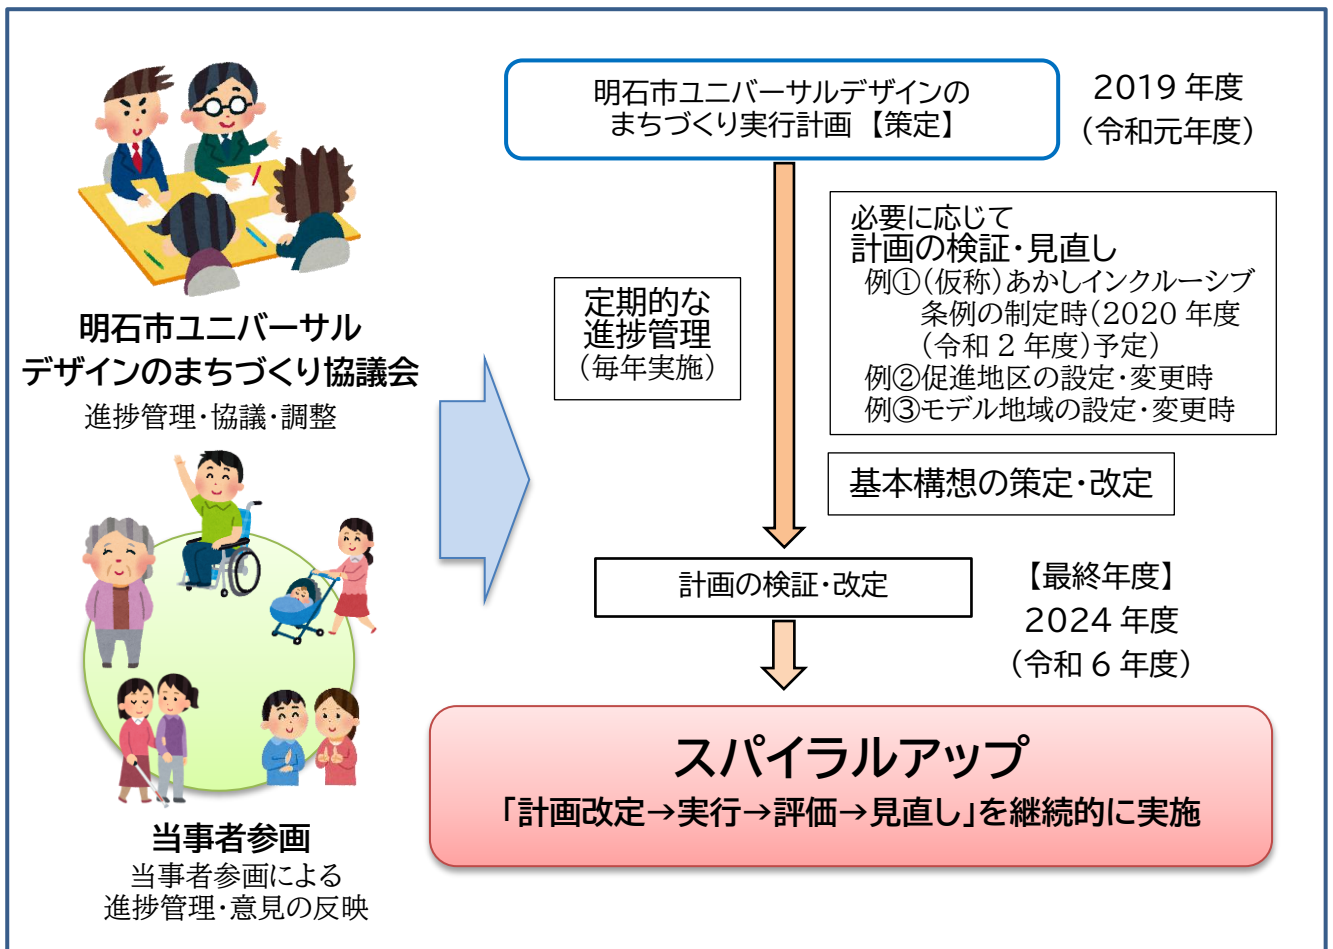 明石市ユニバーサルデザインの
まちづくり実行計画 【策定】
2019 年度
(令和元年度)
必要に応じて
計画の検証・見直し
例①(仮称)あかしインクルーシブ
条例の制定時(2020 年度
(令和 2 年度)予定)
例②促進地区の設定・変更時
例③モデル地域の設定・変更時
定期的な
進捗管理
(毎年実施)
明石市ユニバーサル
デザインのまちづくり協議会
進捗管理・協議・調整
基本構想の策定・改定
計画の検証・改定
【最終年度】
2024 年度
(令和 6 年度)
スパイラルアップ
「計画改定→実行→評価→見直し」を継続的に実施
当事者参画
当事者参画による
進捗管理・意見の反映